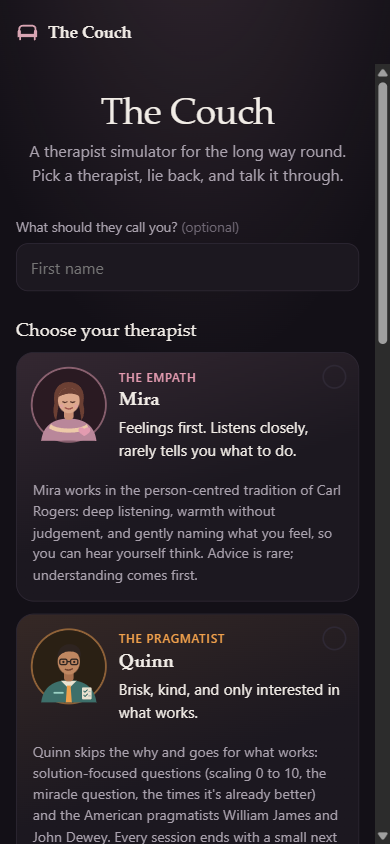 The Couch
The Couch
A therapist simulator for the long way round.
Pick a therapist, lie back, and talk it through.
What should they call you? (optional)
First name
Choose your therapist
THE EMPATH
Mira
Feelings first. Listens closely,
rarely tells you what to do.
Mira works in the person-centred tradition of Carl
Rogers: deep listening, warmth without
judgement, and gently naming what you feel, so
you can hear yourself think. Advice is rare;
understanding comes first.
THE PRAGMATIST
Quinn
Brisk, kind, and only interested in
what works.
Quinn skips the why and goes for what works:
solution-focused questions (scaling 0 to 10, the
miracle question, the times it's already better)
and the American pragmatists William James and
John Dewey. Every session ends with a small next